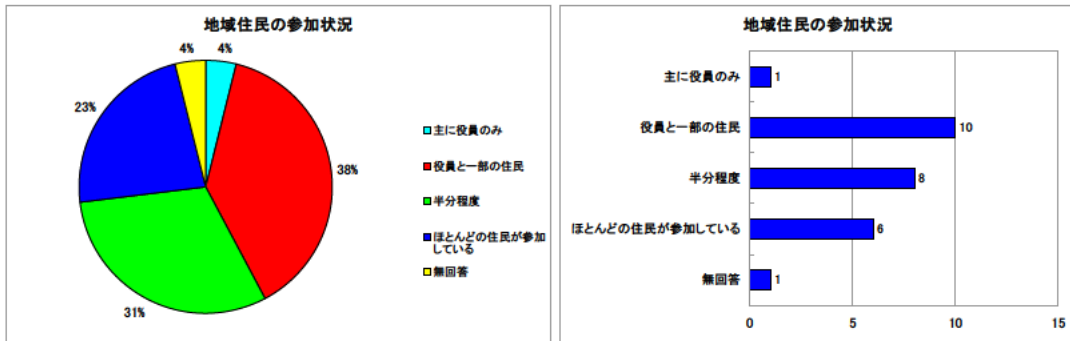 地域住民の参加状況
4%
4%
23%
38%
31%
主に役員のみ
役員と一部の住民
半分程度
ほとんどの住民が参加
している
無回答
地域住民の参加状況
主に役員のみ
1
役員と一部の住民
10
半分程度
8
ほとんどの住民が参加している
6
無回答
1
0 5 10 15